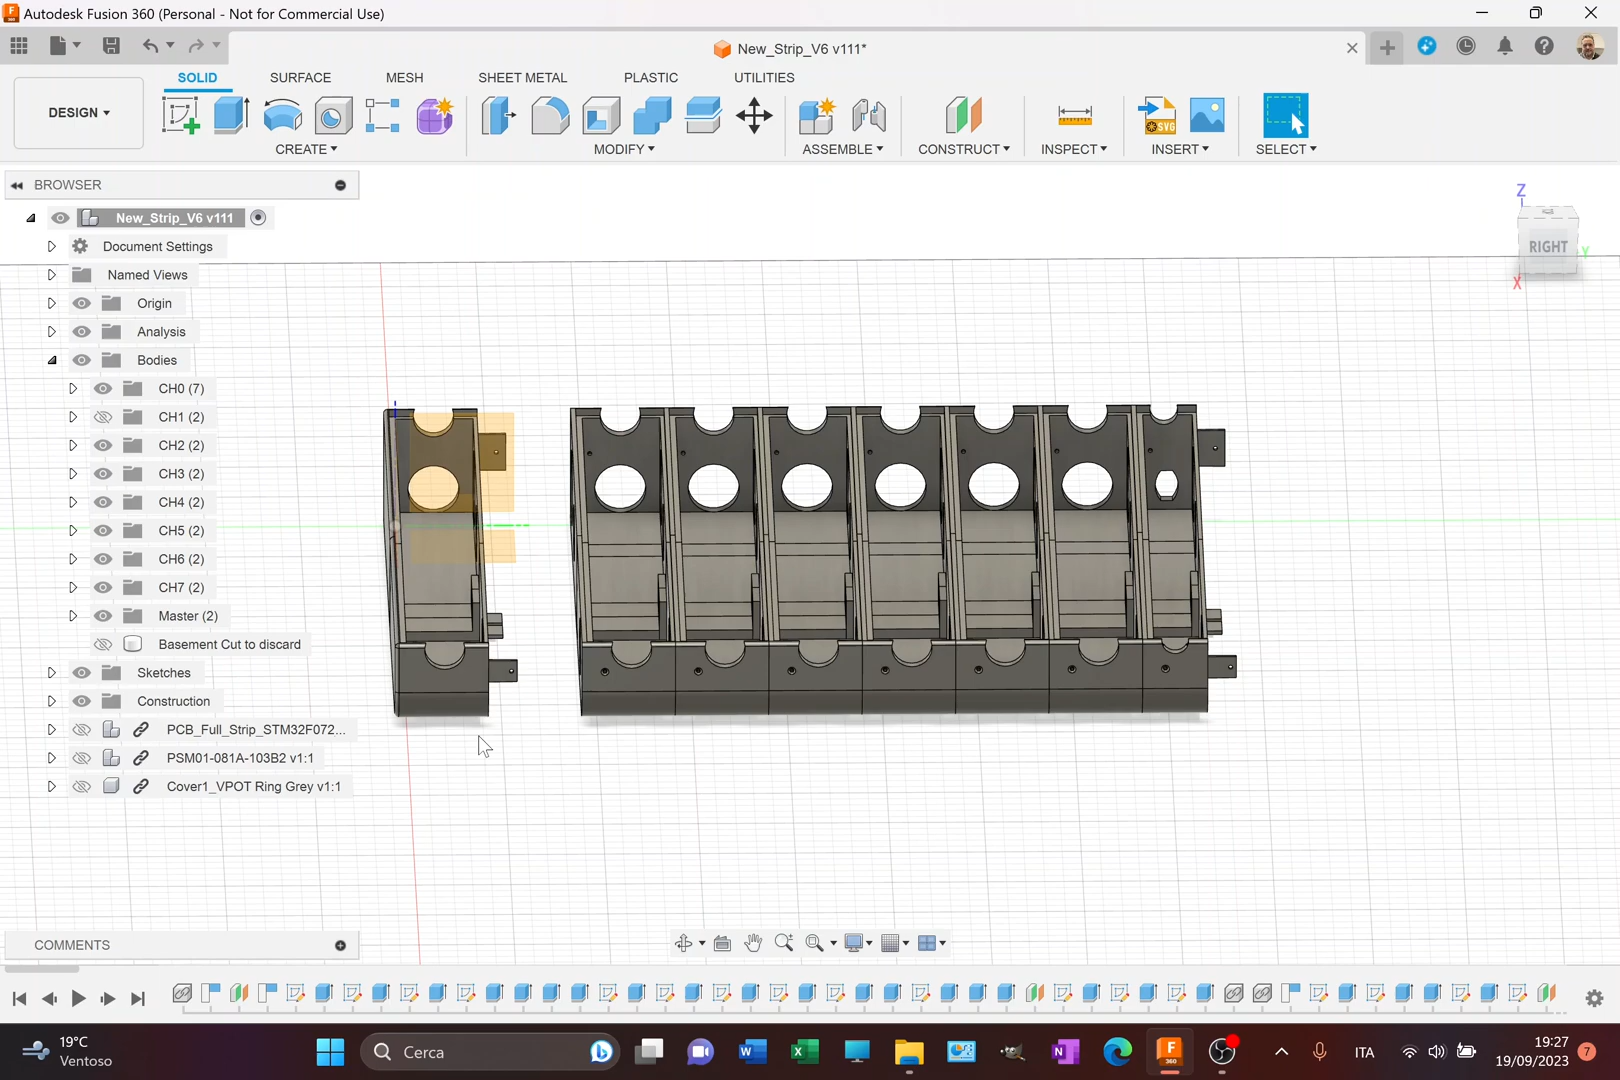 Autodesk Fusion 360 (Personal - Not for Commercial Use)
New_Strip_V6 v111*
SOLID SURFACE MESH SHEET METAL PLASTIC UTILITIES
DESIGN
CREATE MODIFY ASSEMBLE CONSTRUCT INSPECT INSERT SELECT
SVG
BROWSER
Z
RIGHT
Y
X
New_Strip_V6 v111
Document Settings
Named Views
Origin
Analysis
Bodies
CH0 (7)
CH1 (2)
CH2 (2)
CH3 (2)
CH4 (2)
CH5 (2)
CH6 (2)
CH7 (2)
Master (2)
Basement Cut to discard
Sketches
Construction
PCB_Full_Strip_STM32F072...
PSM01-081A-103B2 v1:1
Cover1_VPOT Ring Grey v1:1
COMMENTS
19°C
Ventoso
Cerca
ITA
19:27
19/09/2023
7